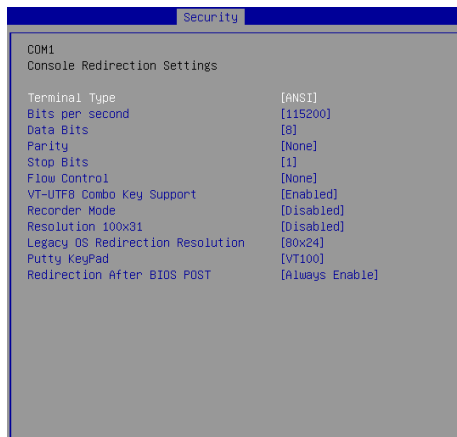 Security
COM1
Console Redirection Settings
Terminal Type [ANSI]
Bits per second [115200]
Data Bits [8]
Parity [None]
Stop Bits [1]
Flow Control [None]
VT-UTF8 Combo Key Support [Enabled]
Recorder Mode [Disabled]
Resolution 100x31 [Disabled]
Legacy OS Redirection Resolution [80x24]
Putty KeyPad [VT100]
Redirection After BIOS POST [Always Enable]